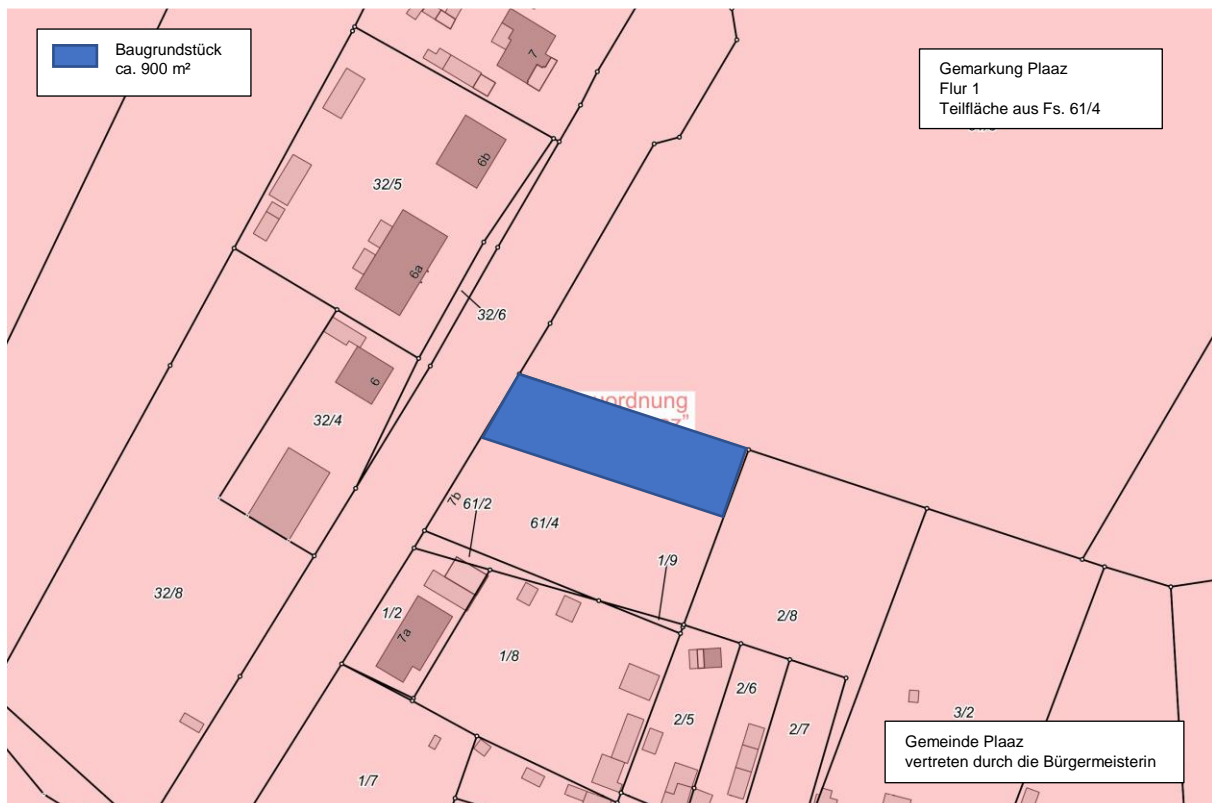 Baugrundstück
ca. 900 m²
Gemarkung Plaaz
Flur 1
Teilfläche aus Fs. 61/4
7
6b
32/5
6a
32/6
6
32/4
7b
61/2
61/4
1/9
32/8
1/2
7a
1/8
2/8
2/6
2/5
2/7
3/2
1/7
Gemeinde Plaaz
vertreten durch die Bürgermeisterin